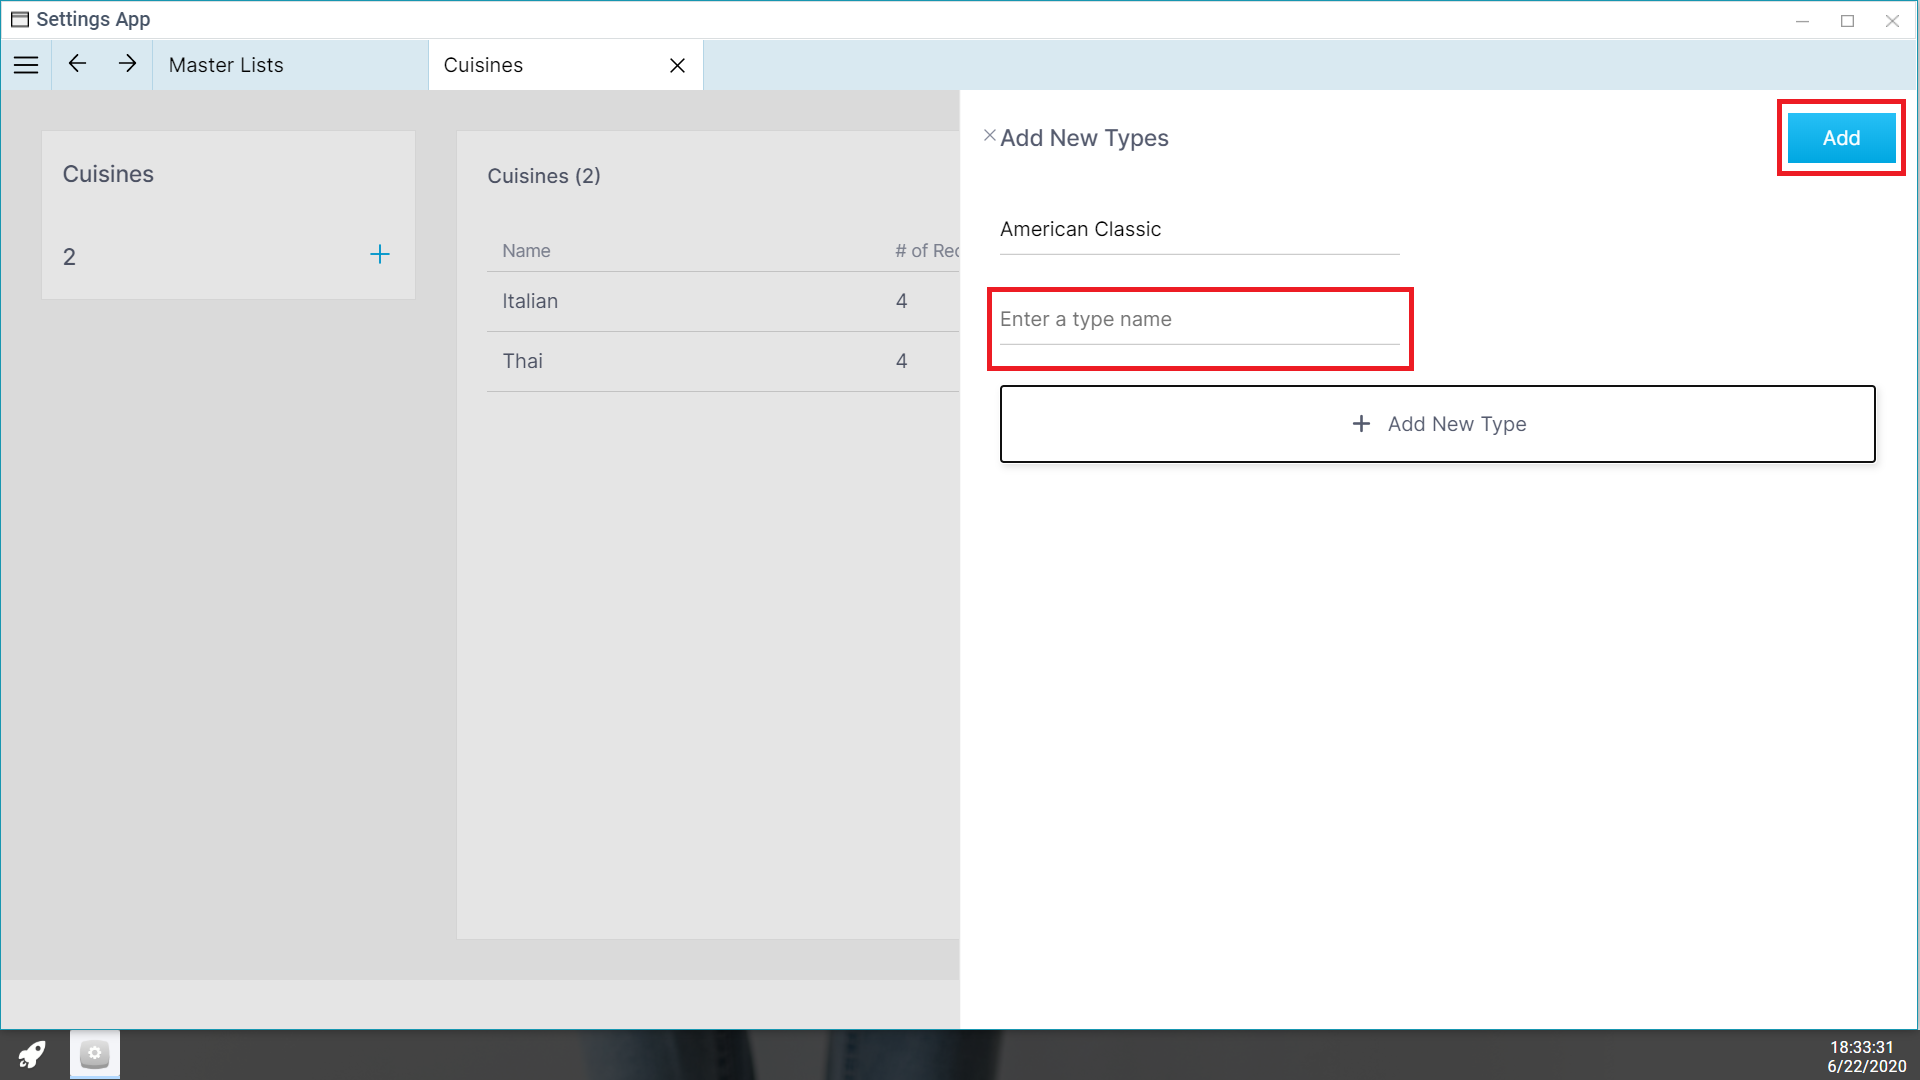 Settings App
Master Lists
Cuisines
Cuisines
2
Cuisines (2)
Name # of Rec
Italian 4
Thai 4
Add New Types
Add
American Classic
Enter a type name
Add New Type
18:33:31
6/22/2020